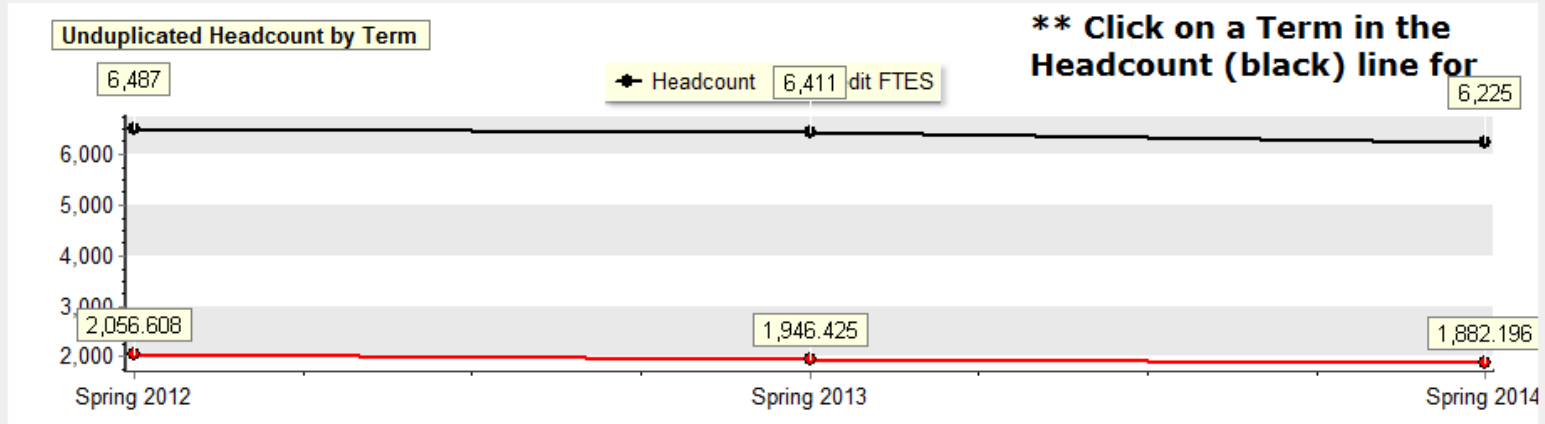 Unduplicated Headcount by Term
** Click on a Term in the
Headcount (black) line for
6,487
Headcount 6,411 dit FTES
6,225
6,000
5,000
4,000
3,000
2,056.608
1,946.425
1,882.196
2,000
Spring 2012 Spring 2013 Spring 2014